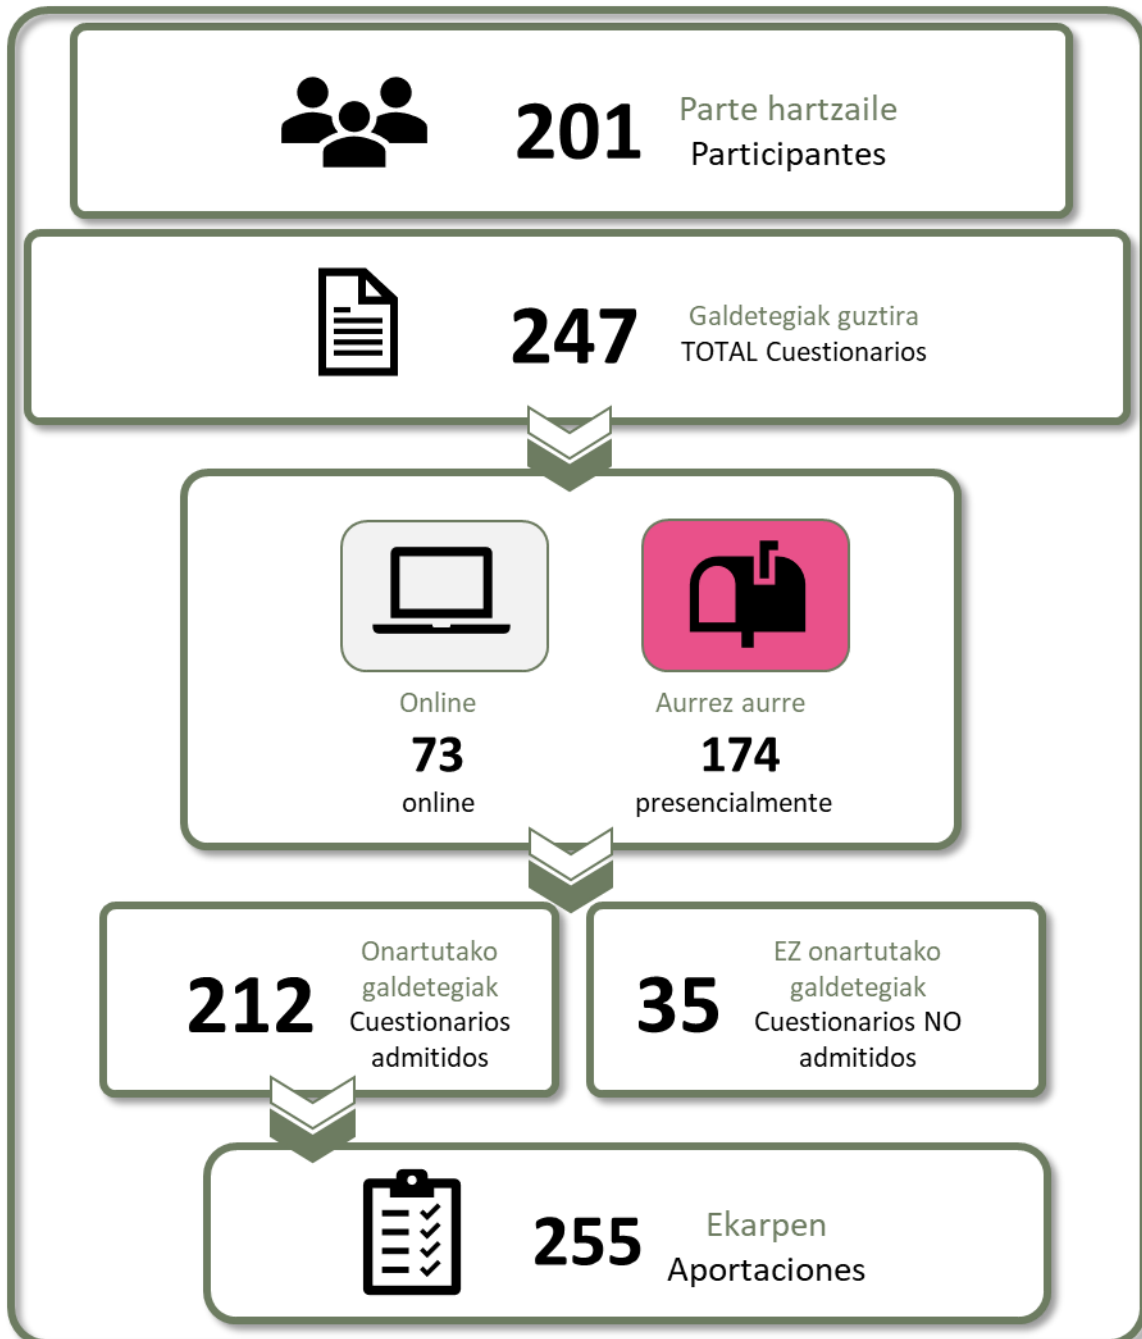 201
Parte hartzaile
Participantes
247
Galdetegiak guztira
TOTAL Cuestionarios
Online
73
online
Aurrez aurre
174
presencialmente
212
Onartutako
galdetegiak
Cuestionarios
admitidos
35
EZ onartutako
galdetegiak
Cuestionarios NO
admitidos
255
Ekarpen
Aportaciones